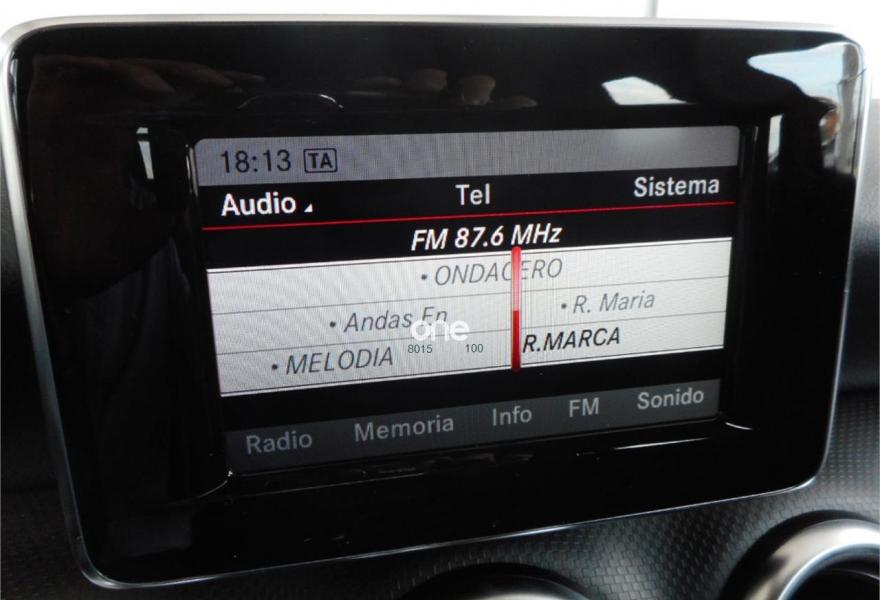 18:13 TA
Audio Tel Sistema
FM 87.6 MHz
• ONDACERO
• Andas En • R. Maria
• MELODIA R.MARCA
one
8015 100
Radio Memoria Info FM Sonido